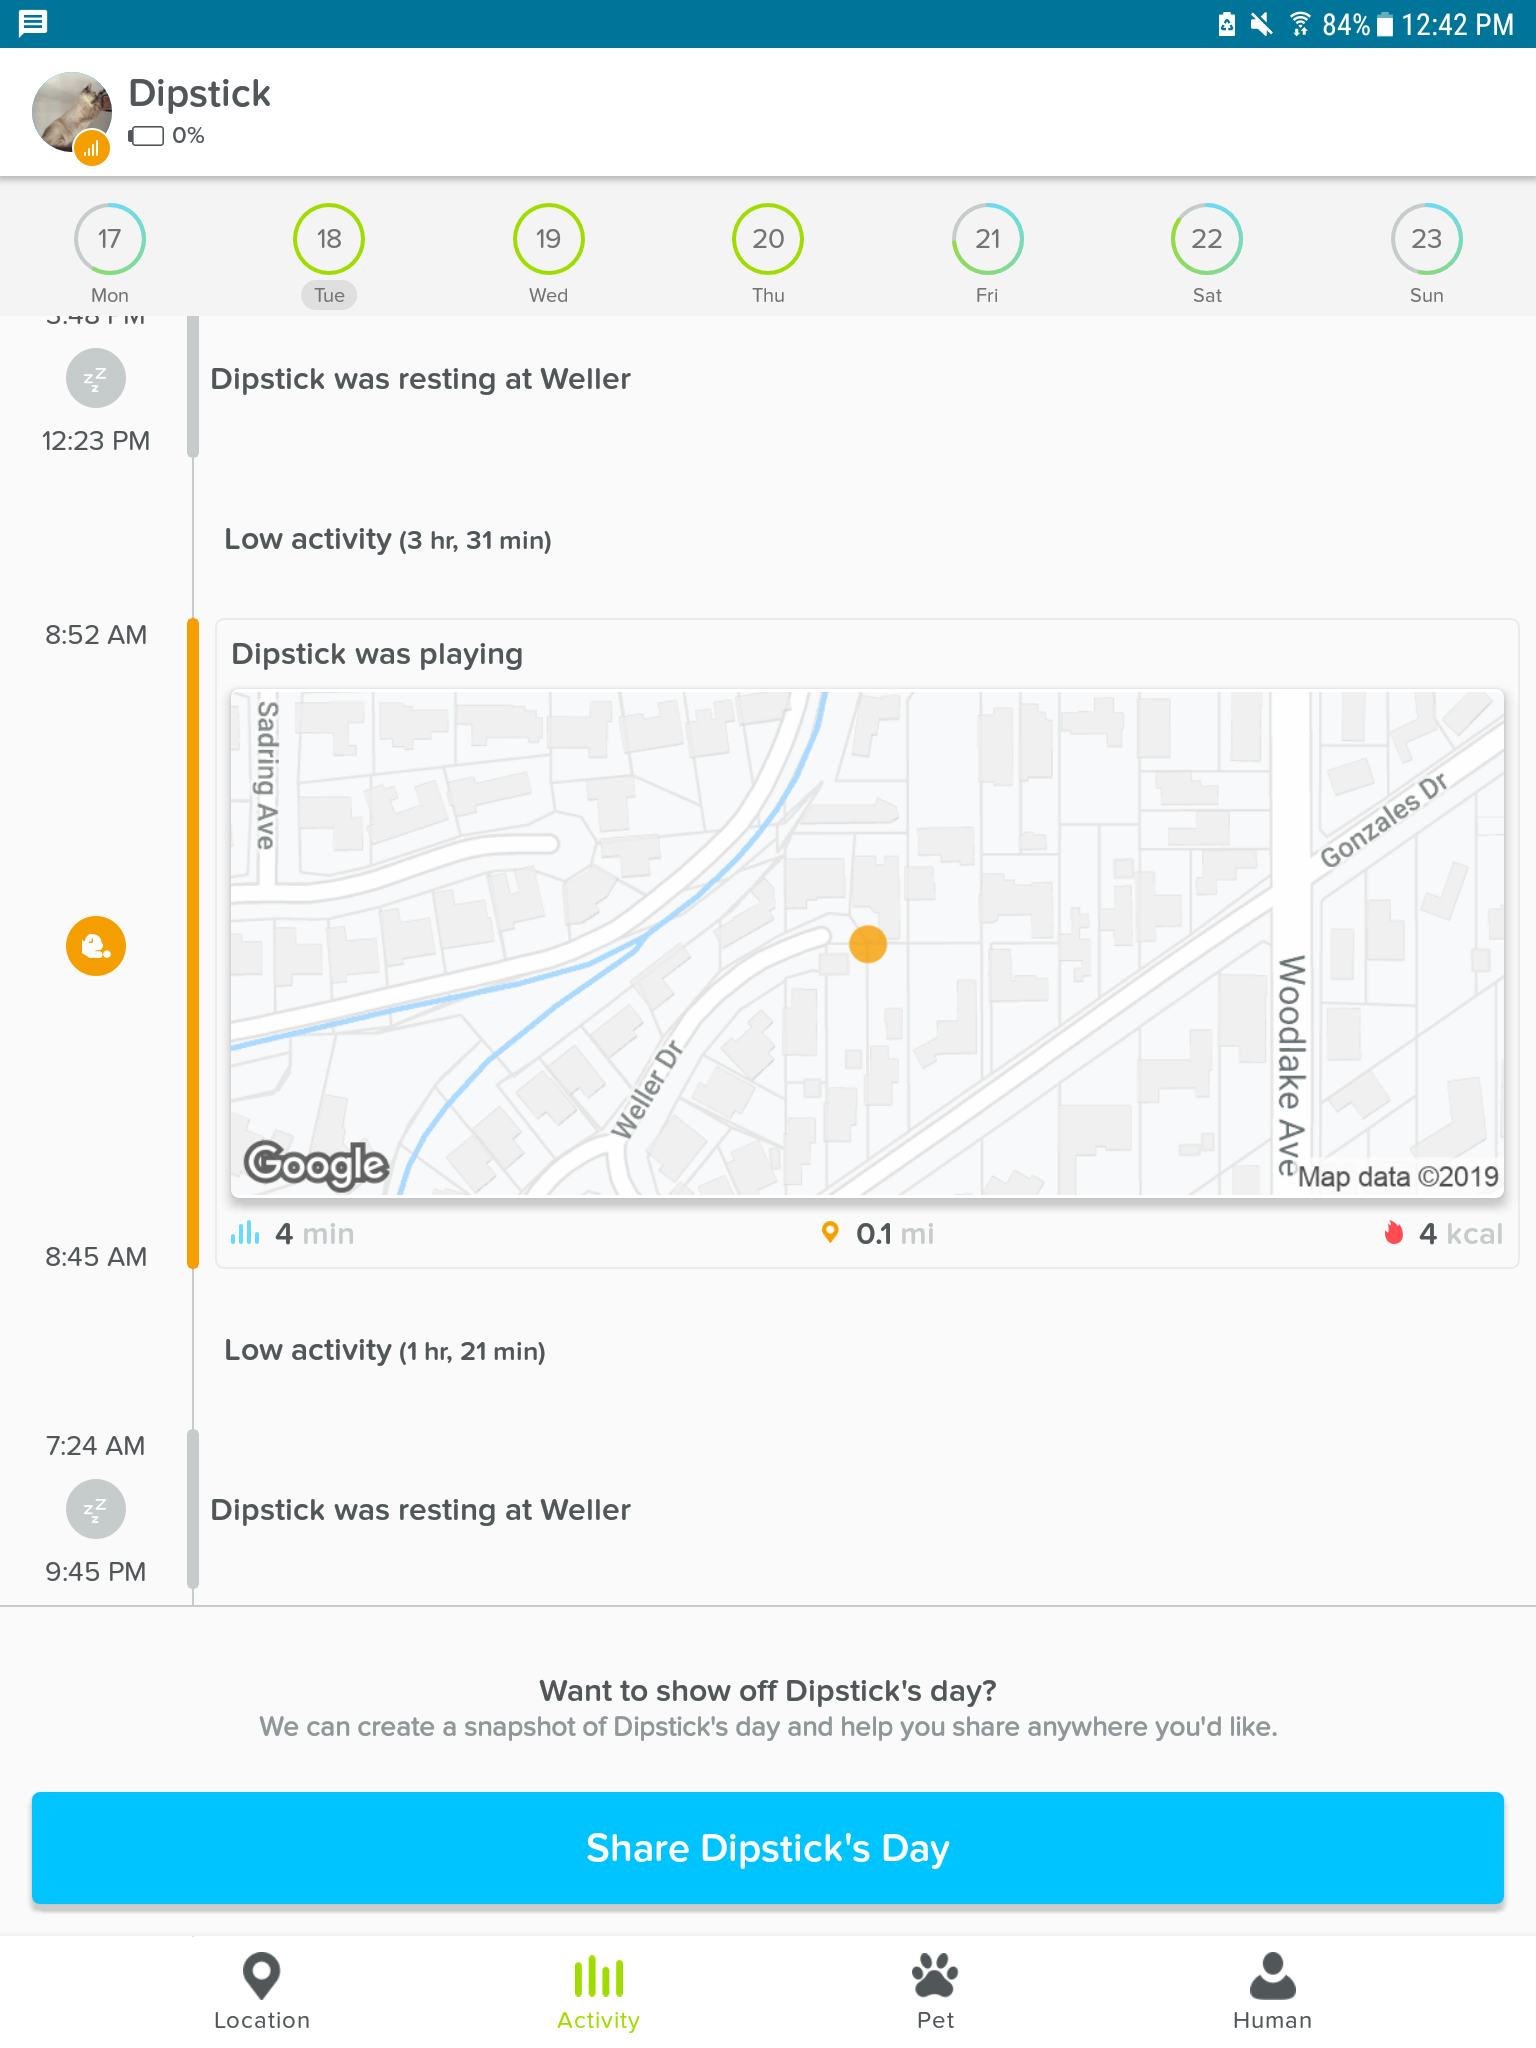 84% 12:42 PM
Dipstick
0%
17 18 19 20 21 22 23
Mon Tue Wed Thu Fri Sat Sun
Dipstick was resting at Weller
12:23 PM
Low activity (3 hr, 31 min)
8:52 AM
Dipstick was playing
Sadring Ave
Gonzales Dr
Woodlake Ave
Weller Dr
Google
Map data ©2019
4 min 0.1 mi 4 kcal
8:45 AM
Low activity (1 hr, 21 min)
7:24 AM
zzz
Dipstick was resting at Weller
9:45 PM
Want to show off Dipstick's day?
We can create a snapshot of Dipstick's day and help you share anywhere you'd like.
Share Dipstick's Day
Location Activity Pet Human